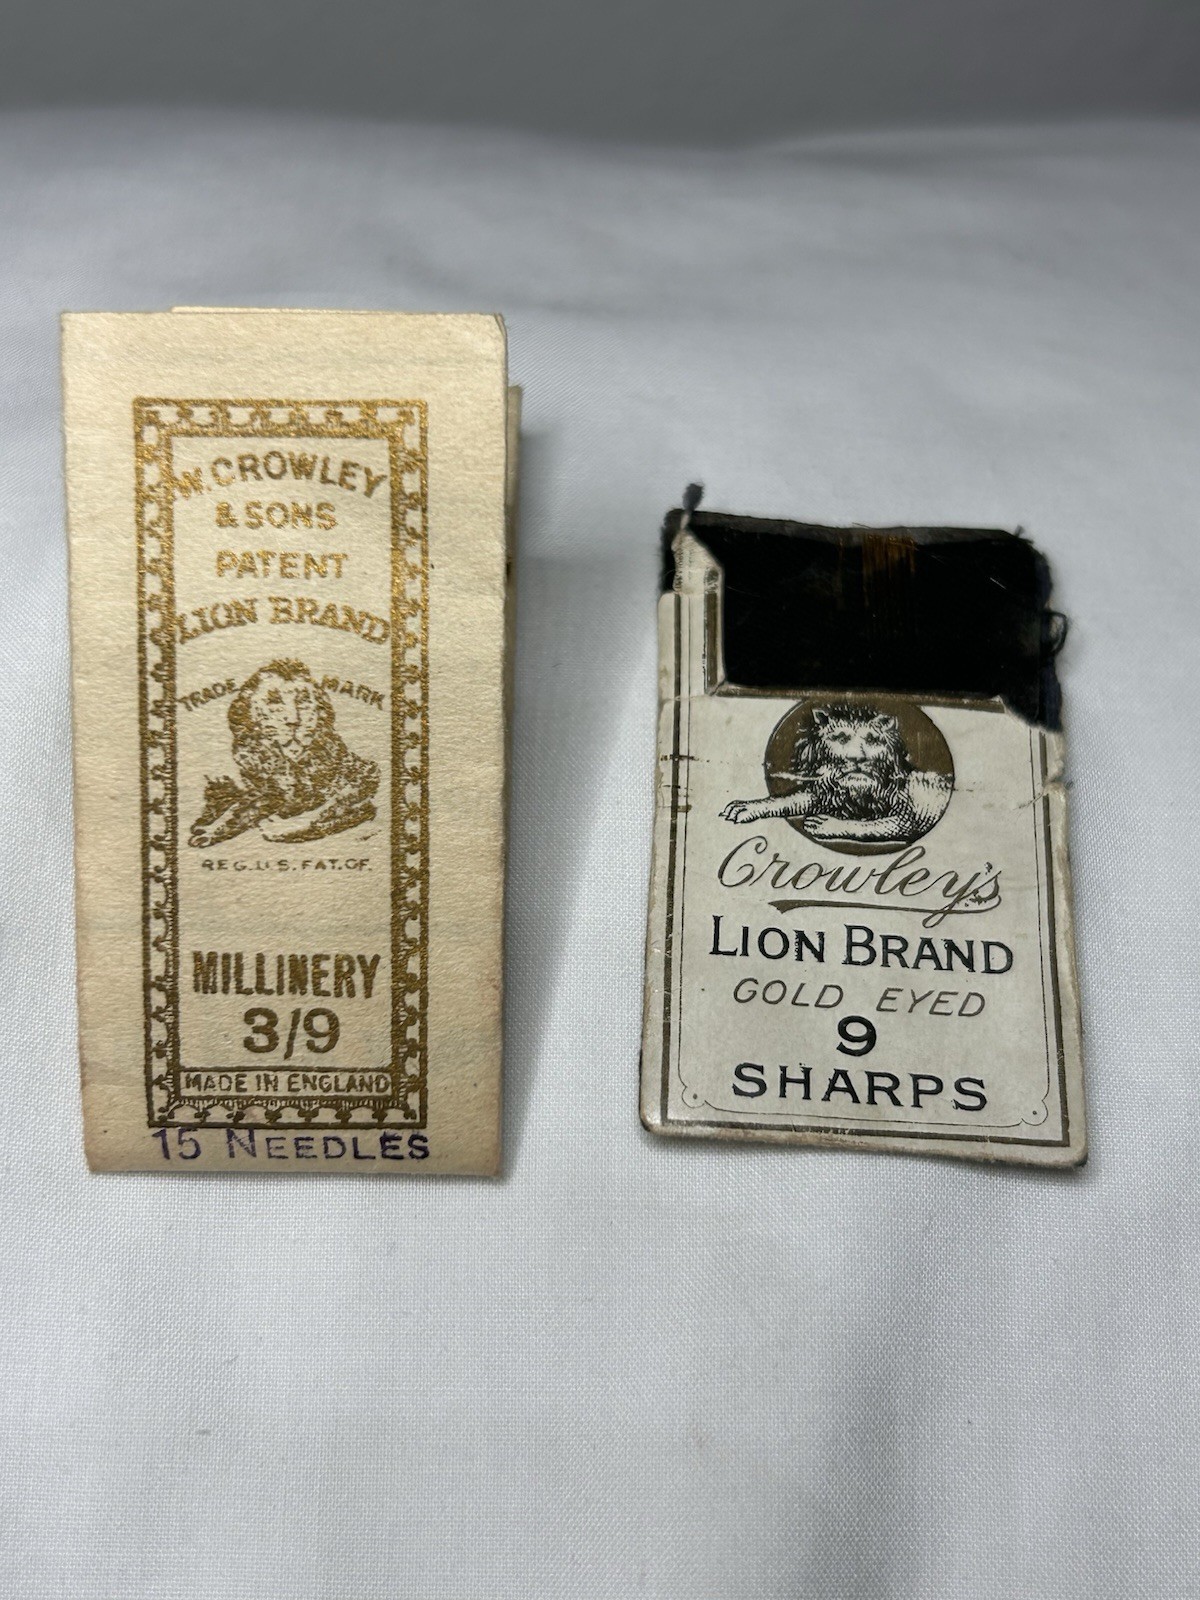 W. CROWLEY
& SONS
PATENT
LION BRAND
TRADE MARK
REG. U.S. PAT. OF.
MILLINERY
3/9
MADE IN ENGLAND
15 NEEDLES
Crowley's
LION BRAND
GOLD EYED
9
SHARPS